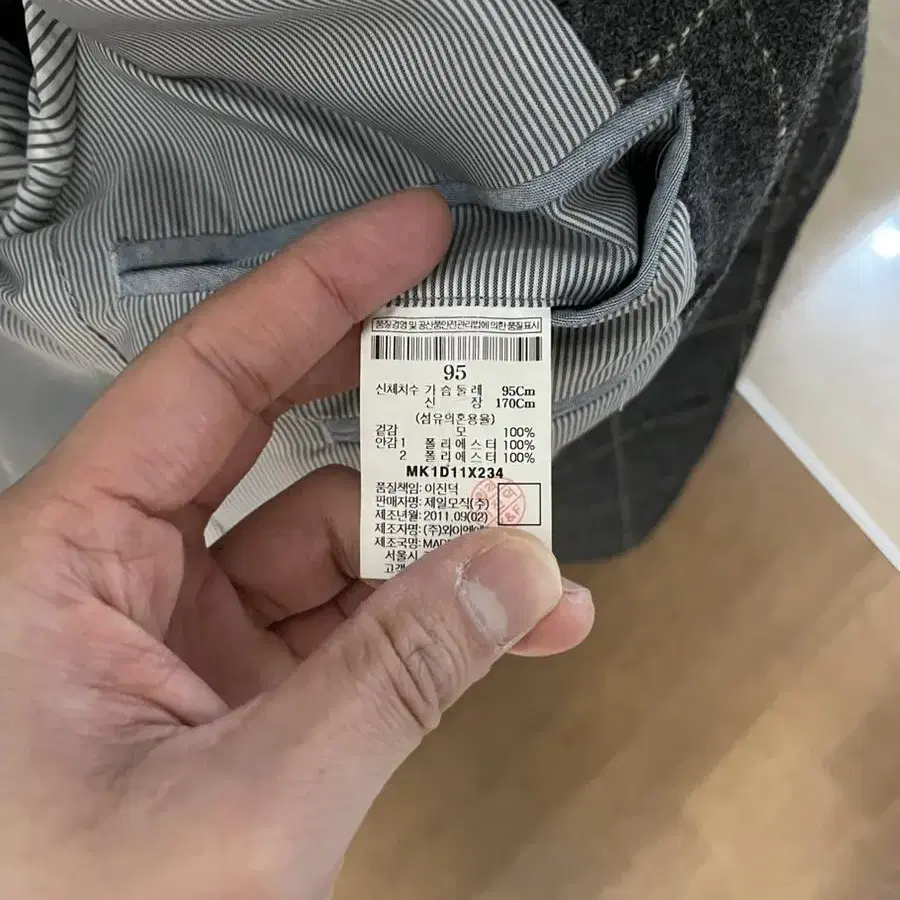 품질경영 및 공산품안전관리법에 의한 품질표시
95
신체치수 가슴둘레 95Cm
신장 170Cm
(섬유의혼용율)
겉감 모 100%
안감1 폴리에스터 100%
2 폴리에스터 100%
MK1D11X234
품질책임: 이진덕
판매자명: 제일모직(주)
제조년월: 2011.09(02)
제조자명: (주)와이엔에
제조국명: MAD
서울시
고객